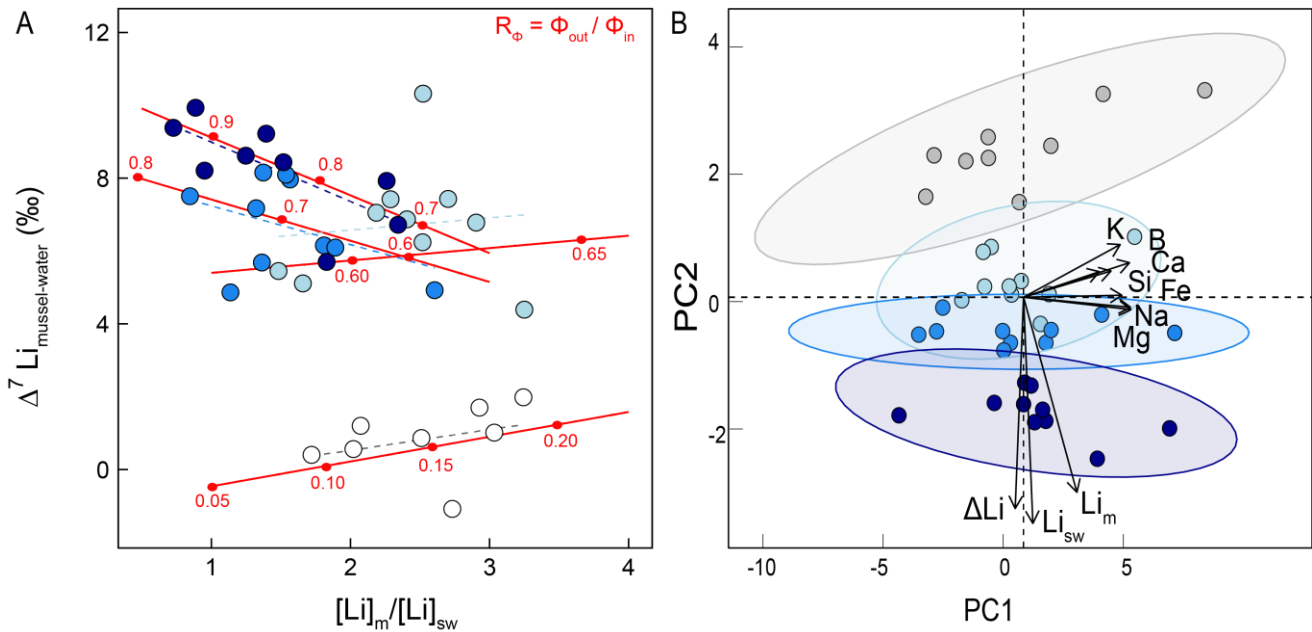 A
R_Φ = Φ_out / Φ_in
12
8
4
0
Δ⁷ Li_mussel-water (‰)
0.9
0.8
0.8
0.7
0.7
0.6
0.60
0.65
0.05
0.10
0.15
0.20
1
2
3
4
[Li]_m/[Li]_sw
B
4
2
0
-2
PC2
K
B
Ca
Si
Fe
Na
Mg
ΔLi
Li_sw
Li_m
-10
-5
0
5
PC1